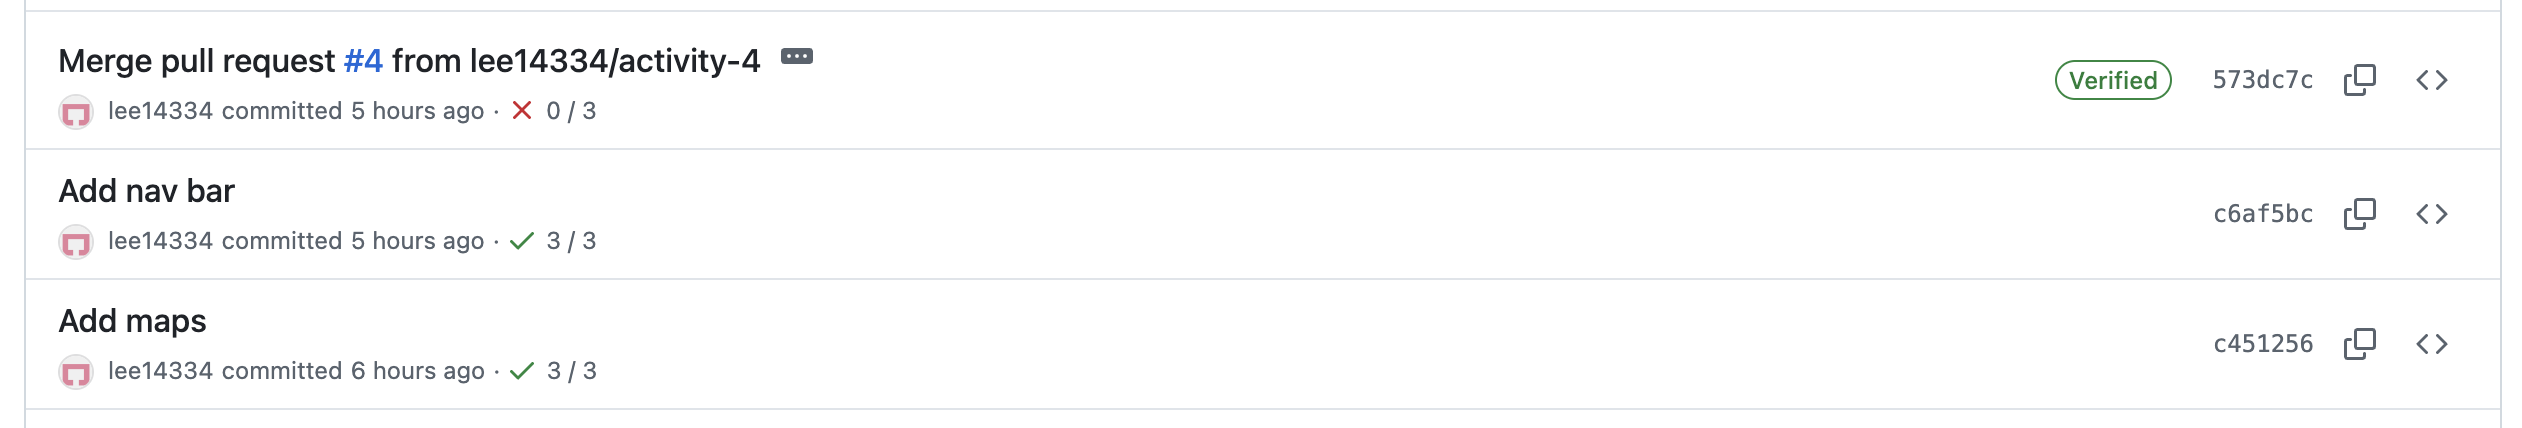 Merge pull request #4 from lee14334/activity-4 ...
lee14334 committed 5 hours ago · 0 / 3
Verified
573dc7c
Add nav bar
lee14334 committed 5 hours ago · 3 / 3
c6af5bc
Add maps
lee14334 committed 6 hours ago · 3 / 3
c451256